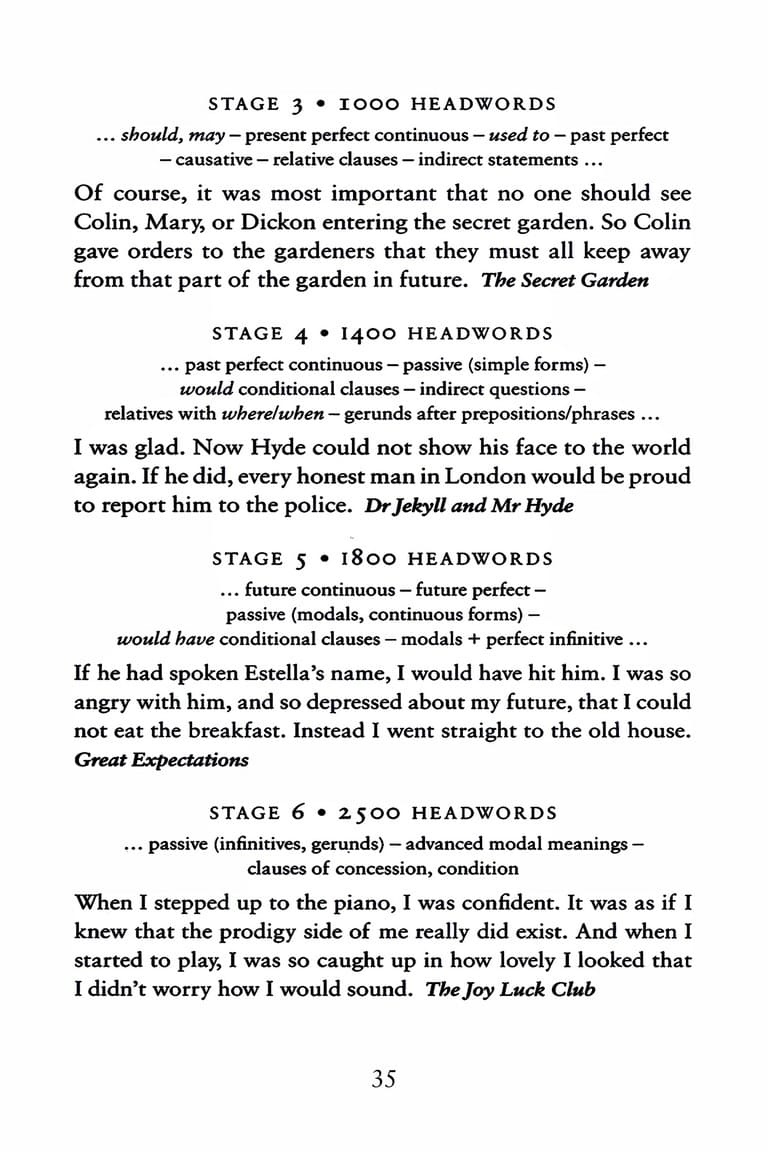 STAGE 3 • 1000 HEADWORDS
... should, may – present perfect continuous – used to – past perfect
– causative – relative clauses – indirect statements ...
Of course, it was most important that no one should see
Colin, Mary, or Dickon entering the secret garden. So Colin
gave orders to the gardeners that they must all keep away
from that part of the garden in future. The Secret Garden
STAGE 4 • 1400 HEADWORDS
... past perfect continuous – passive (simple forms) –
would conditional clauses – indirect questions –
relatives with where/when – gerunds after prepositions/phrases ...
I was glad. Now Hyde could not show his face to the world
again. If he did, every honest man in London would be proud
to report him to the police. Dr Jekyll and Mr Hyde
STAGE 5 • 1800 HEADWORDS
... future continuous – future perfect –
passive (modals, continuous forms) –
would have conditional clauses – modals + perfect infinitive ...
If he had spoken Estella's name, I would have hit him. I was so
angry with him, and so depressed about my future, that I could
not eat the breakfast. Instead I went straight to the old house.
Great Expectations
STAGE 6 • 2500 HEADWORDS
... passive (infinitives, gerunds) – advanced modal meanings –
clauses of concession, condition
When I stepped up to the piano, I was confident. It was as if I
knew that the prodigy side of me really did exist. And when I
started to play, I was so caught up in how lovely I looked that
I didn't worry how I would sound. The Joy Luck Club
35